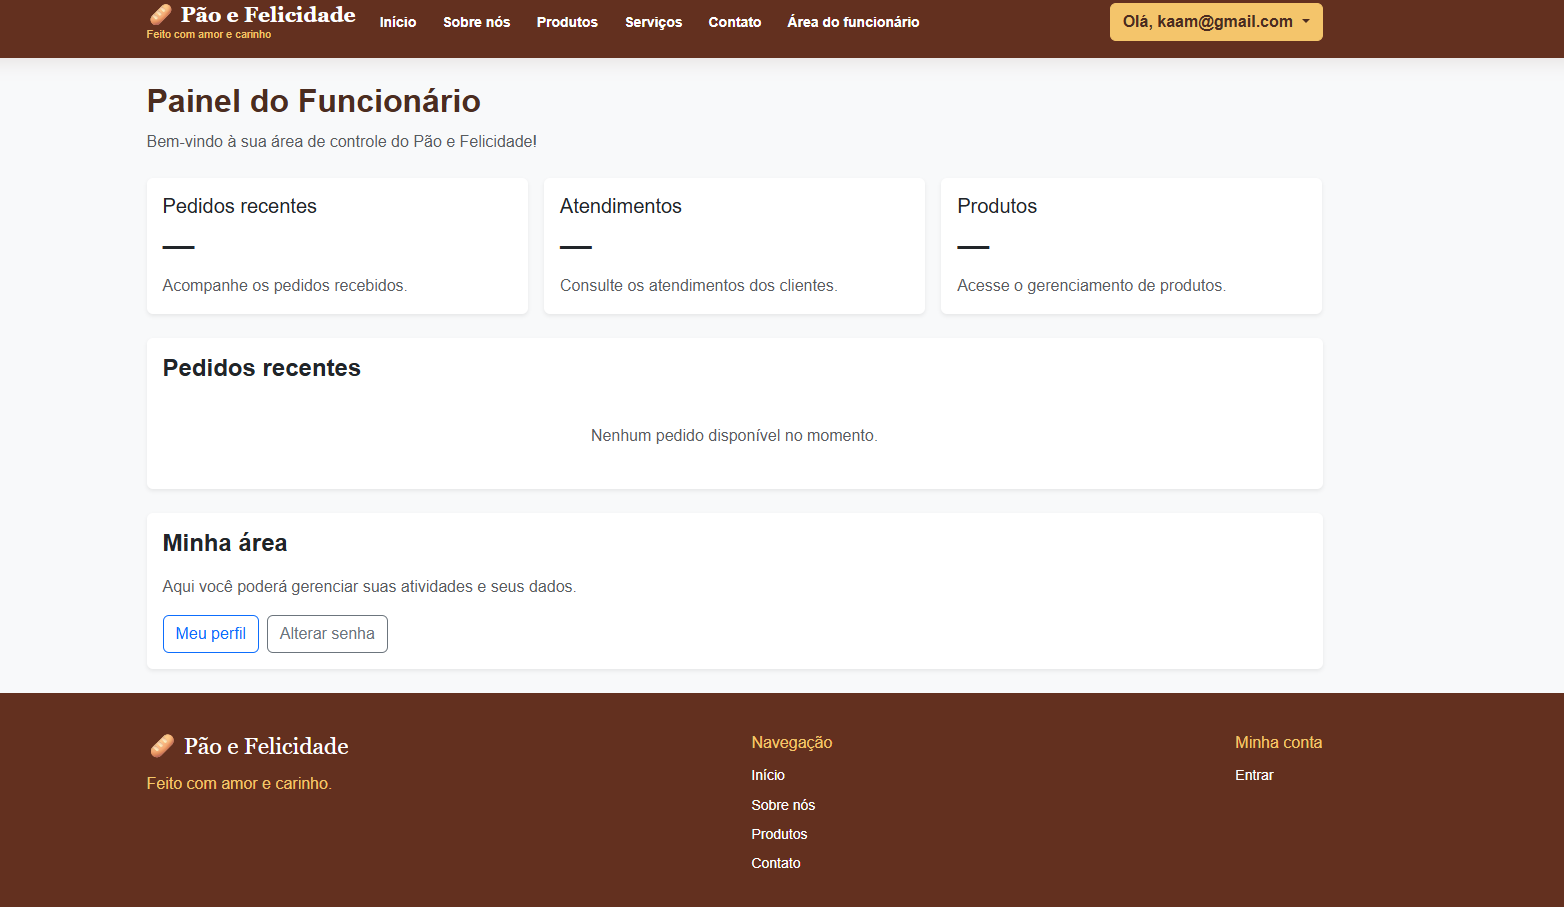 Pão e Felicidade
Feito com amor e carinho
Início Sobre nós Produtos Serviços Contato Área do funcionário
Olá, kaam@gmail.com
Painel do Funcionário
Bem-vindo à sua área de controle do Pão e Felicidade!
Pedidos recentes
—
Acompanhe os pedidos recebidos.
Atendimentos
—
Consulte os atendimentos dos clientes.
Produtos
—
Acesse o gerenciamento de produtos.
Pedidos recentes
Nenhum pedido disponível no momento.
Minha área
Aqui você poderá gerenciar suas atividades e seus dados.
Meu perfil Alterar senha
Pão e Felicidade
Feito com amor e carinho.
Navegação
Início
Sobre nós
Produtos
Contato
Minha conta
Entrar